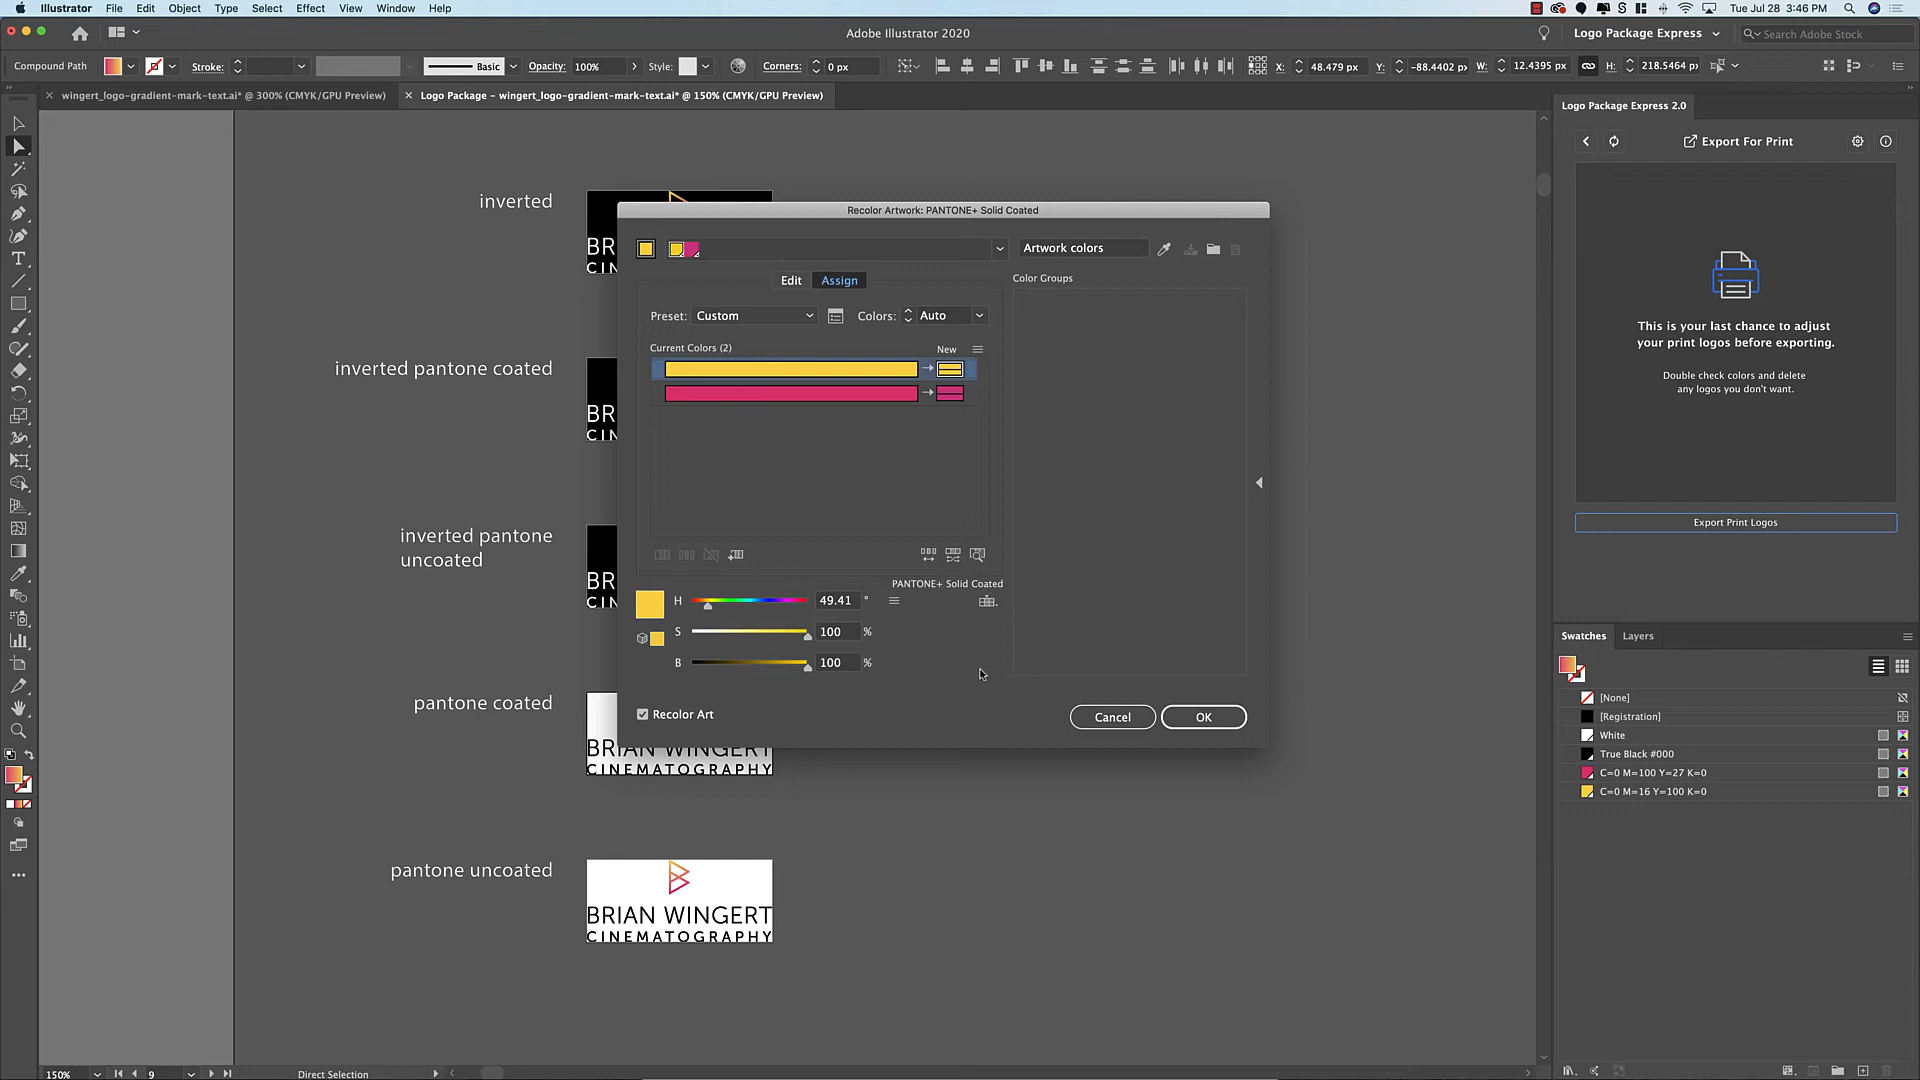 Illustrator File Edit Object Type Select Effect View Window Help
Tue Jul 28 3:46 PM
Adobe Illustrator 2020
Logo Package Express
Search Adobe Stock
Compound Path
Stroke:
Basic
Opacity: 100%
Style:
Corners: 0 px
X: 48.479 px
Y: -88.4402 px
W: 12.4395 px
H: 218.5464 px
wingert_logo-gradient-mark-text.ai* @ 300% (CMYK/GPU Preview)
Logo Package - wingert_logo-gradient-mark-text.ai* @ 150% (CMYK/GPU Preview)
Logo Package Express 2.0
Export For Print
This is your last chance to adjust
your print logos before exporting.
Double check colors and delete
any logos you don't want.
Export Print Logos
inverted
BR
CIN
inverted pantone coated
BR
CIN
inverted pantone
uncoated
BR
CIN
pantone coated
BRIAN WINGERT
CINEMATOGRAPHY
pantone uncoated
BRIAN WINGERT
CINEMATOGRAPHY
Recolor Artwork: PANTONE+ Solid Coated
Artwork colors
Edit Assign
Color Groups
Preset: Custom
Colors: Auto
Current Colors (2)
New
PANTONE+ Solid Coated
H 49.41 °
S 100 %
B 100 %
Recolor Art
Cancel
OK
Swatches Layers
[None]
[Registration]
White
True Black #000
C=0 M=100 Y=27 K=0
C=0 M=16 Y=100 K=0
150%
9
Direct Selection